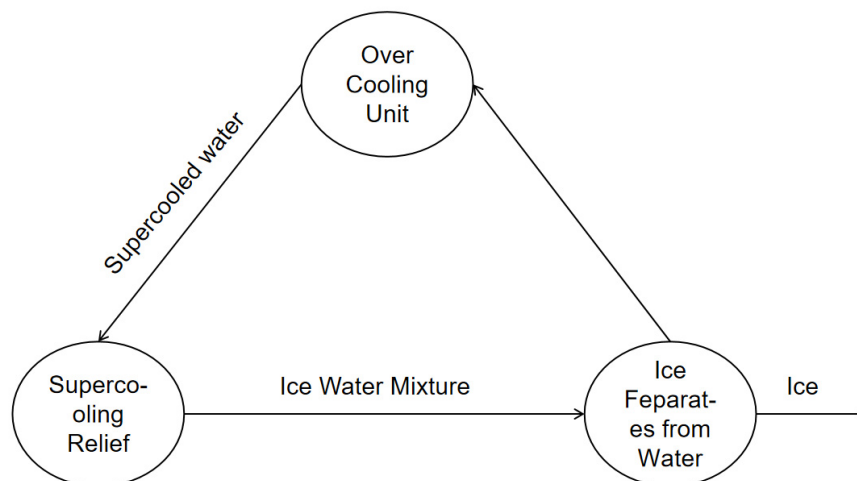 Over
Cooling
Unit
Supercooled water
Superco-
oling
Relief
Ice Water Mixture
Ice
Feparat-
es from
Water
Ice